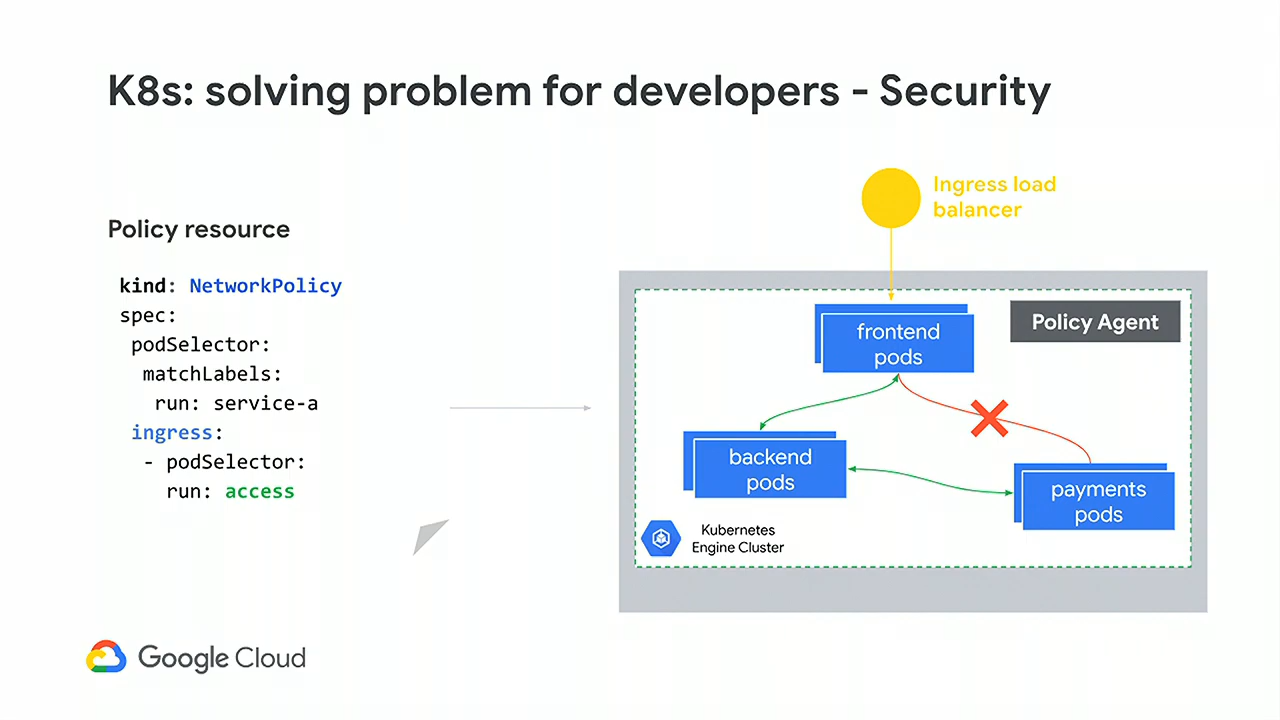 K8s: solving problem for developers - Security
Policy resource
kind: NetworkPolicy
spec:
podSelector:
matchLabels:
run: service-a
ingress:
- podSelector:
run: access
Ingress load
balancer
Policy Agent
frontend
pods
backend
pods
payments
pods
Kubernetes
Engine Cluster
Google Cloud